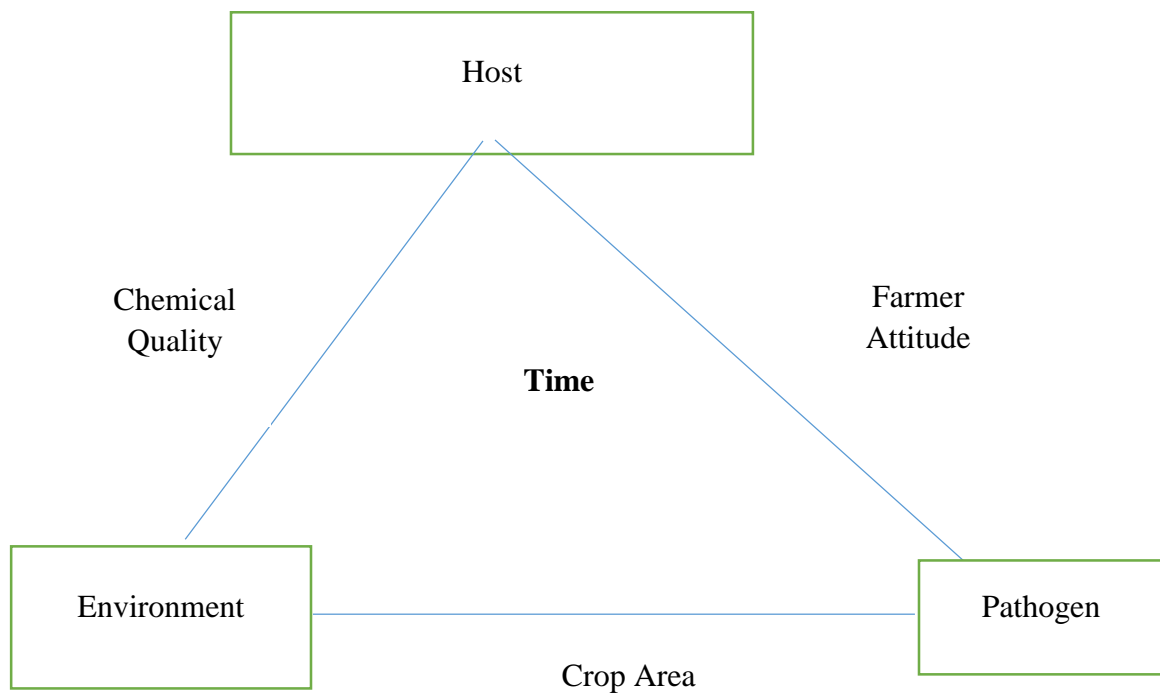 Host
Chemical
Quality
Farmer
Attitude
Time
Environment
Pathogen
Crop Area